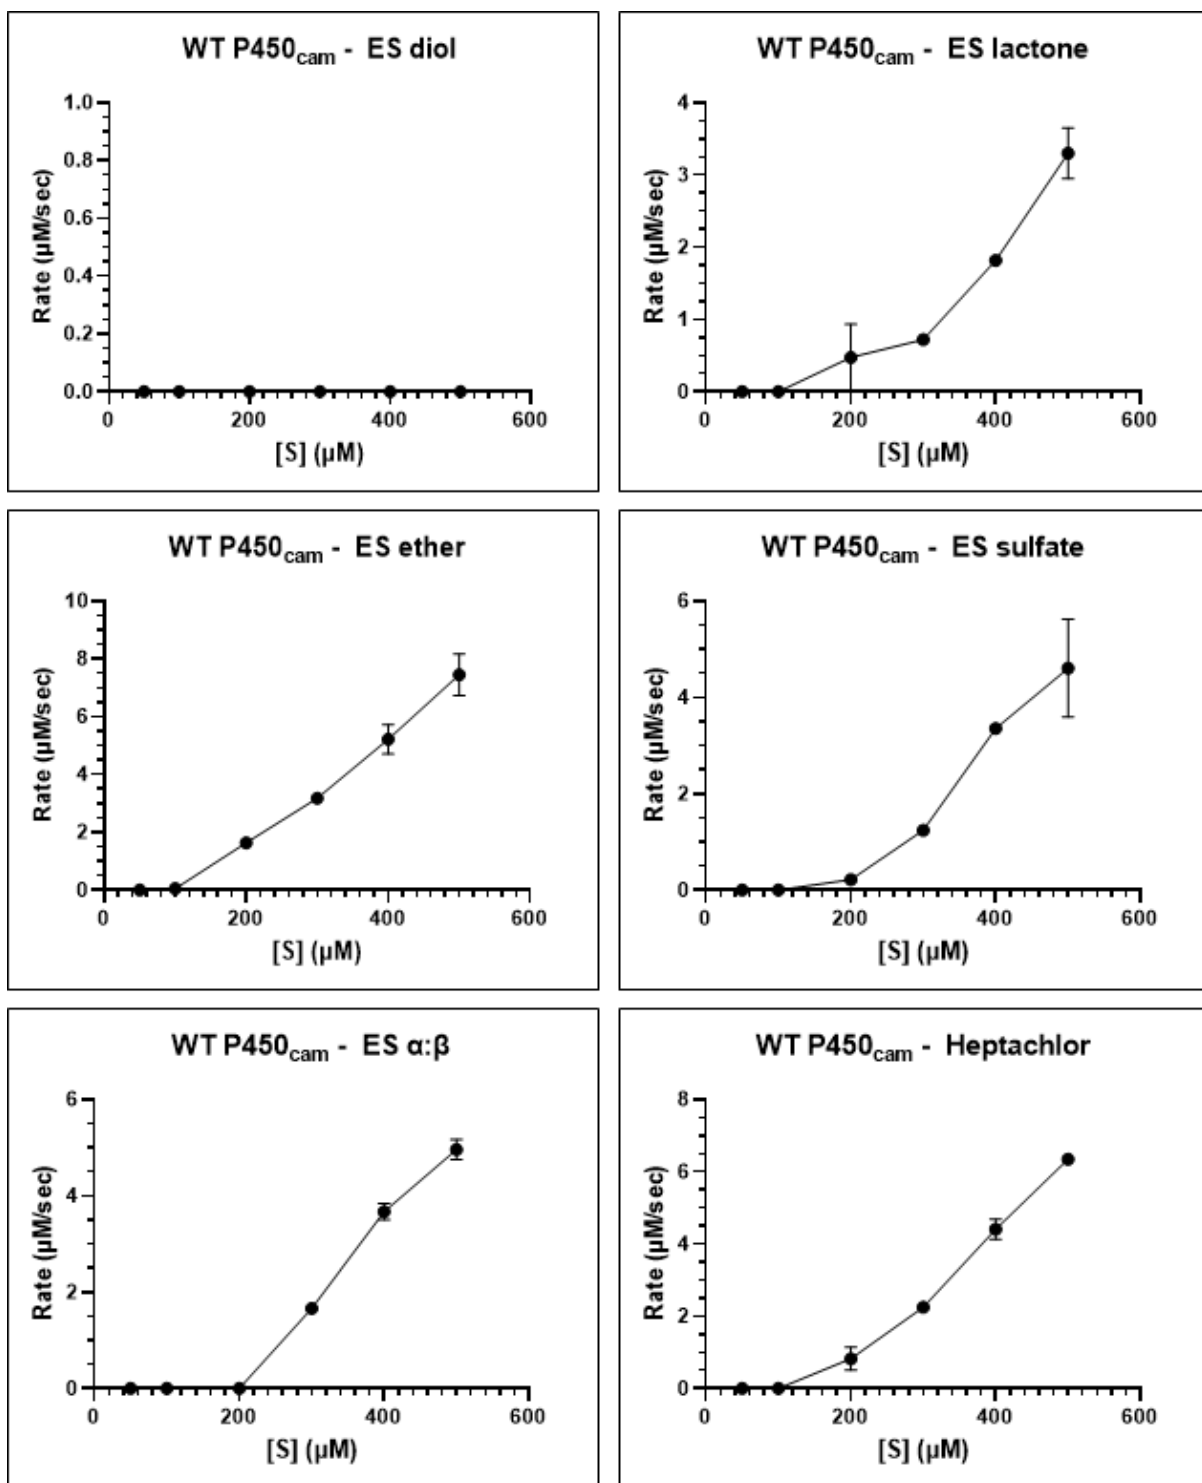 WT P450cam - ES diol
1.0
0.8
0.6
0.4
0.2
0.0
Rate (µM/sec)
0 200 400 600
[S] (µM)
WT P450cam - ES lactone
4
3
2
1
0
Rate (µM/sec)
0 200 400 600
[S] (µM)
WT P450cam - ES ether
10
8
6
4
2
0
Rate (µM/sec)
0 200 400 600
[S] (µM)
WT P450cam - ES sulfate
6
4
2
0
Rate (µM/sec)
0 200 400 600
[S] (µM)
WT P450cam - ES α:β
6
4
2
0
Rate (µM/sec)
0 200 400 600
[S] (µM)
WT P450cam - Heptachlor
8
6
4
2
0
Rate (µM/sec)
0 200 400 600
[S] (µM)